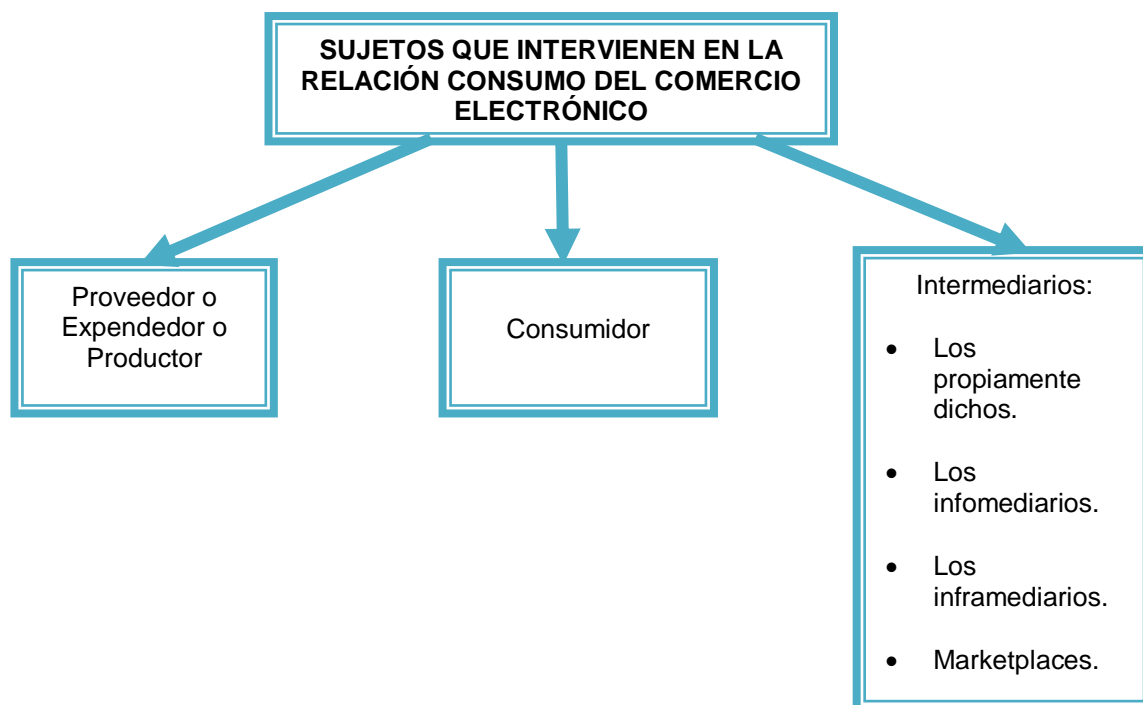 SUJETOS QUE INTERVIENEN EN LA
RELACIÓN CONSUMO DEL COMERCIO
ELECTRÓNICO
Proveedor o
Expendedor o
Productor
Consumidor
Intermediarios:
• Los
propiamente
dichos.
• Los
infomediarios.
• Los
inframediarios.
• Marketplaces.